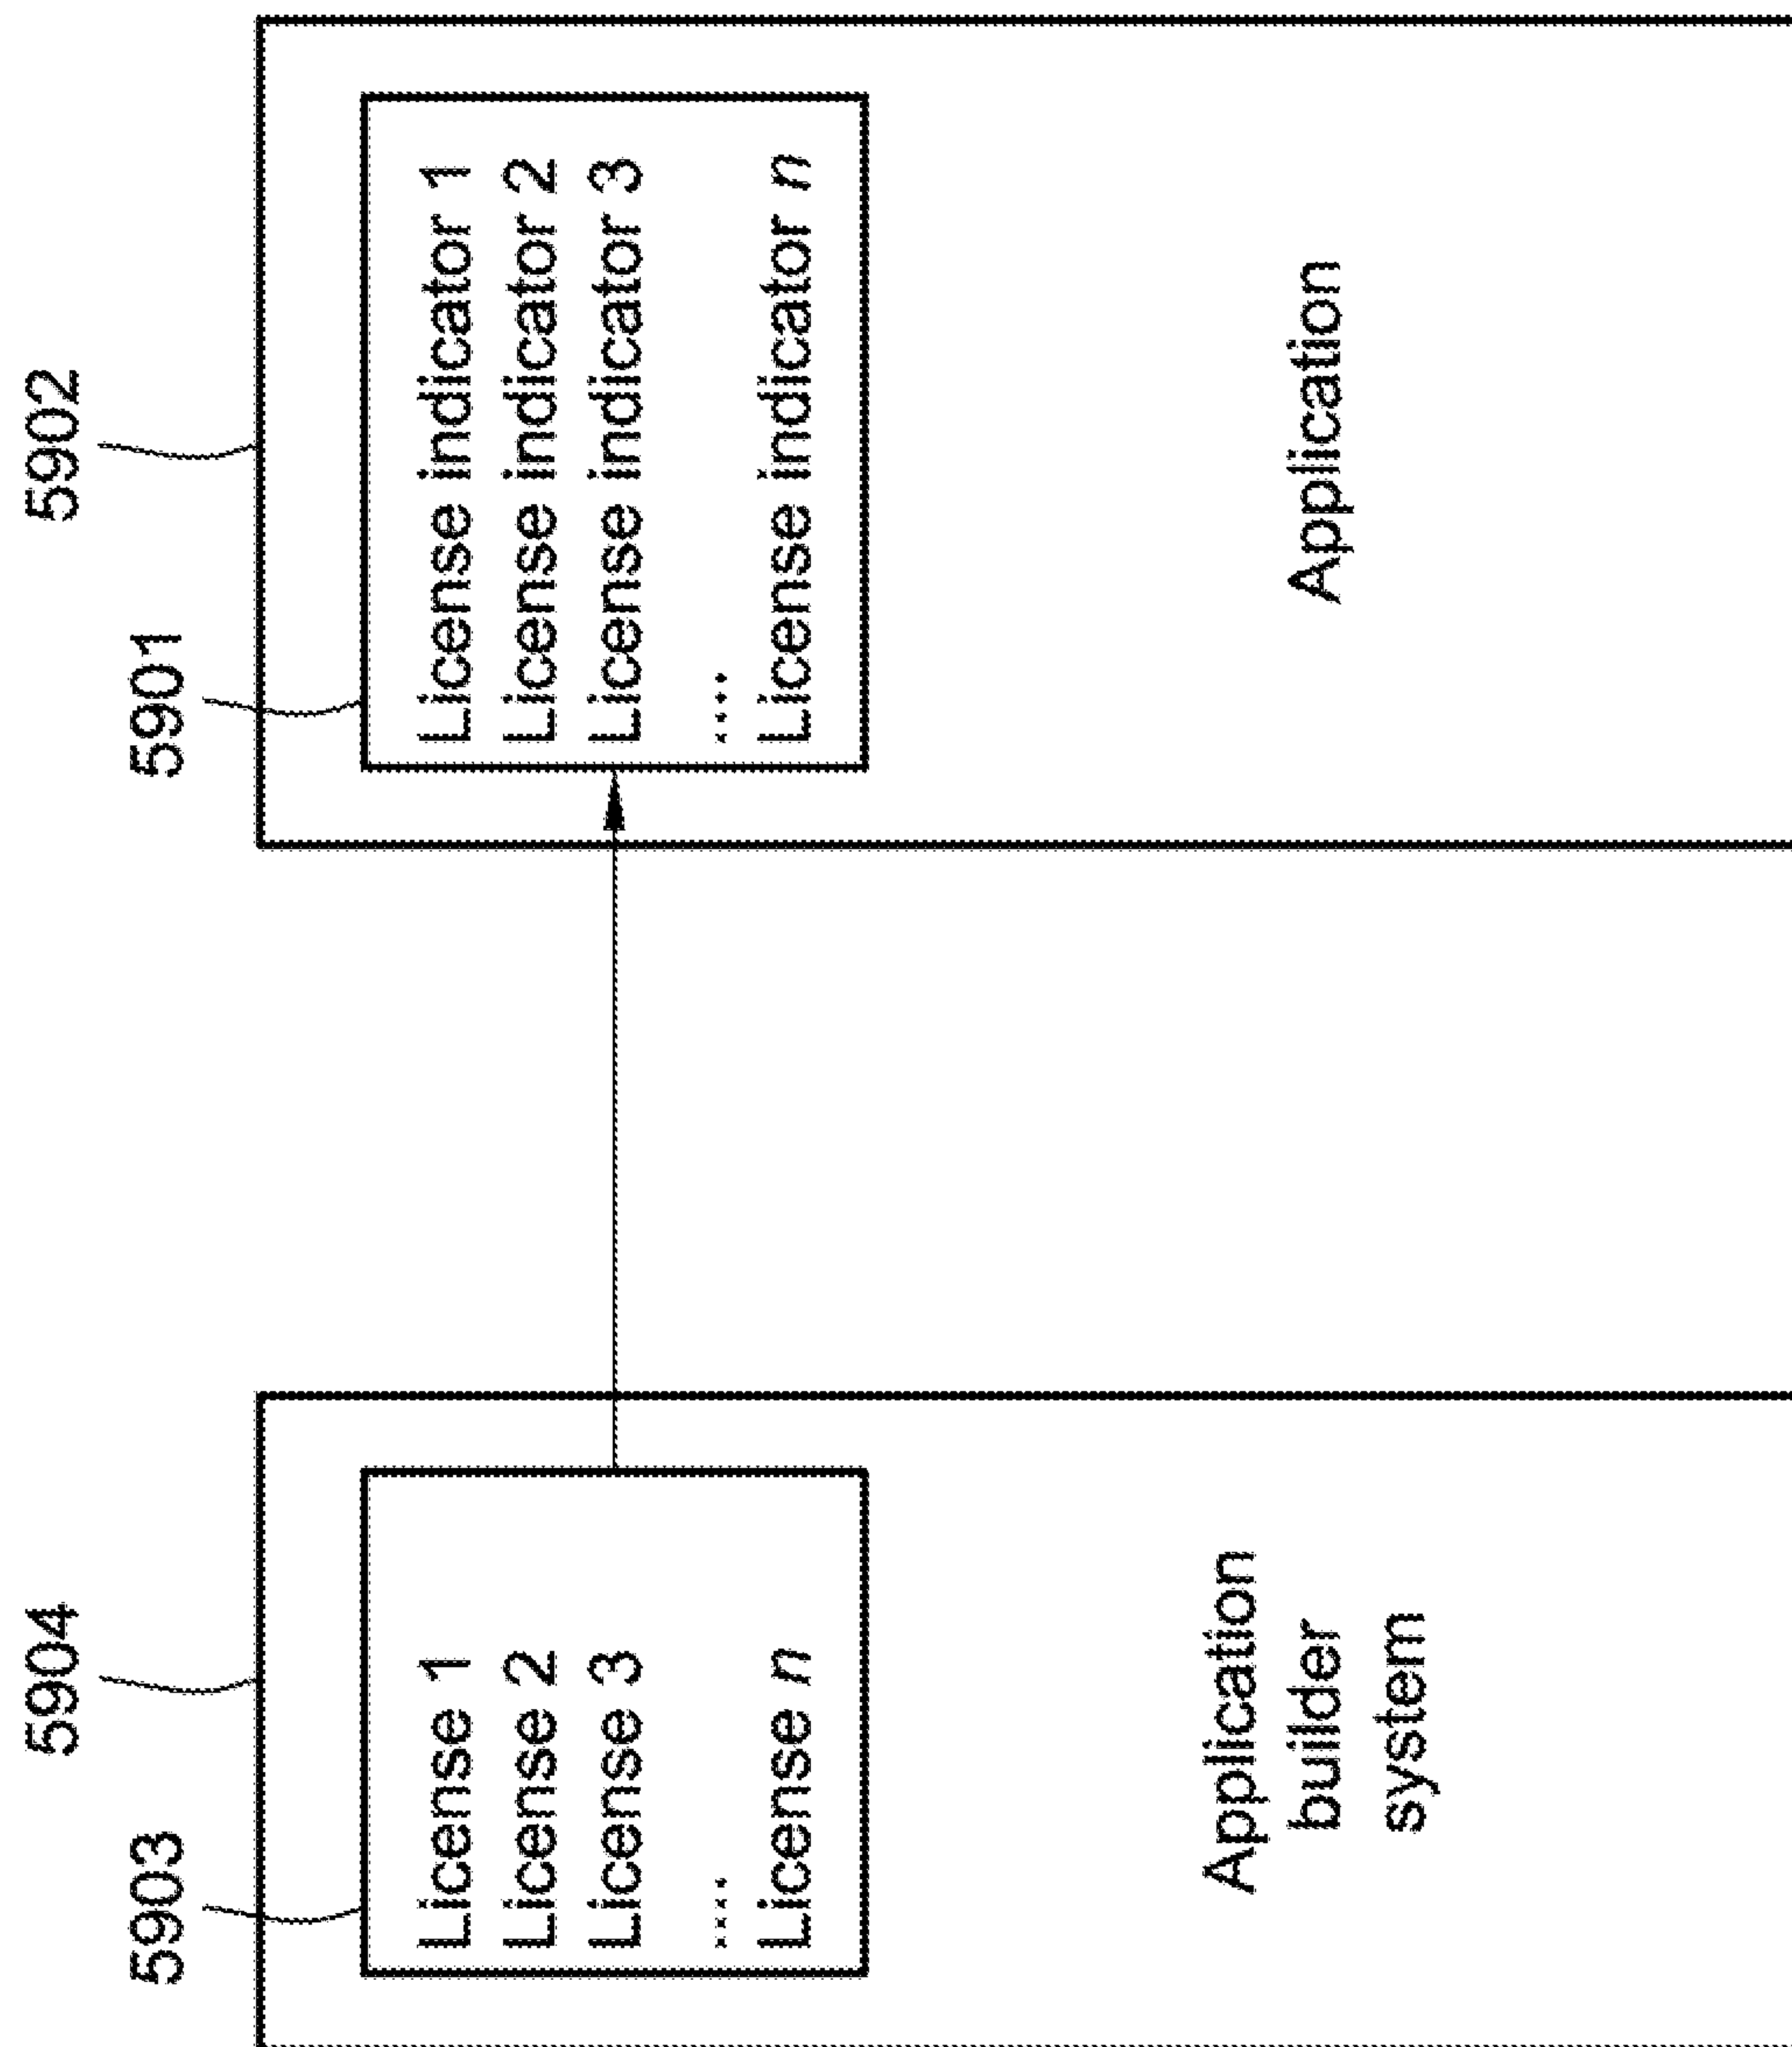 5904
5903
License 1
License 2
License 3
....
License n
Application
builder
system
5902
5901
License indicator 1
License indicator 2
License indicator 3
....
License indicator n
Application